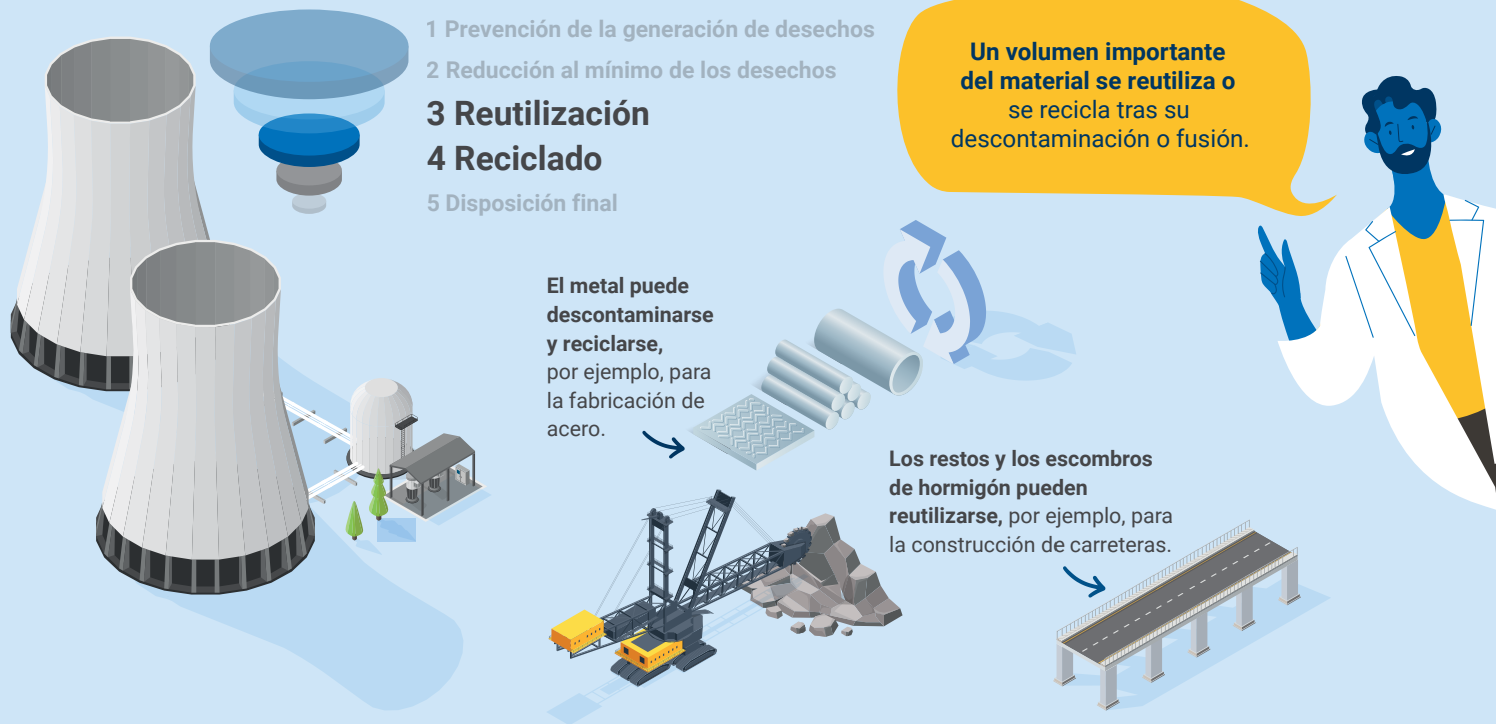 1 Prevención de la generación de desechos
2 Reducción al mínimo de los desechos
3 Reutilización
4 Reciclado
5 Disposición final
Un volumen importante
del material se reutiliza o
se recicla tras su
descontaminación o fusión.
El metal puede
descontaminarse
y reciclarse,
por ejemplo, para
la fabricación de
acero.
Los restos y los escombros
de hormigón pueden
reutilizarse, por ejemplo, para
la construcción de carreteras.